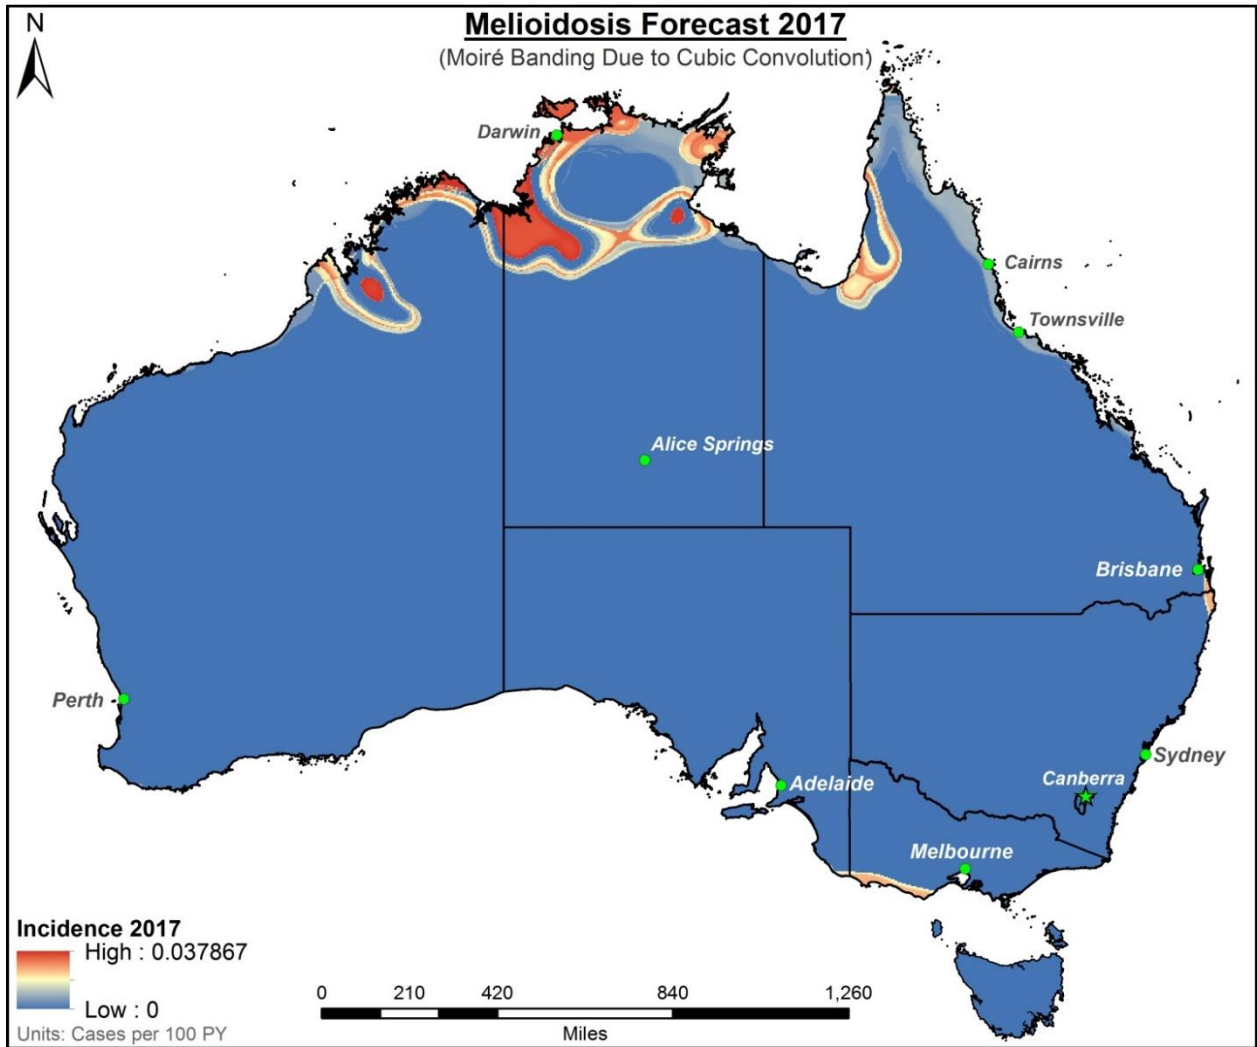 Melioidosis Forecast 2017
(Moiré Banding Due to Cubic Convolution)
N
Darwin
Cairns
Townsville
Alice Springs
Brisbane
Perth
Sydney
Canberra
Adelaide
Melbourne
Incidence 2017
High : 0.037867
Low : 0
Units: Cases per 100 PY
0 210 420 840 1,260
Miles